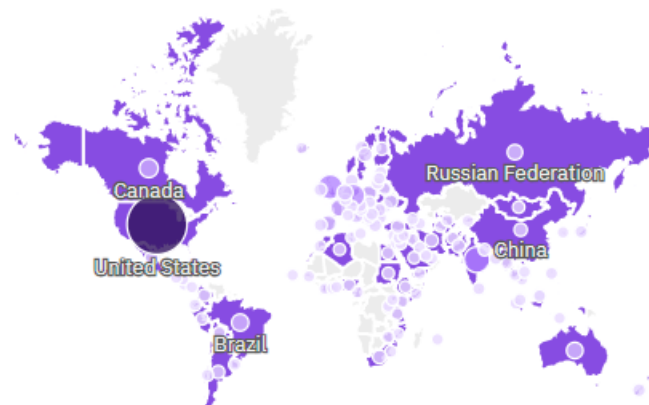 Russian Federation
Canada
China
United States
Brazil